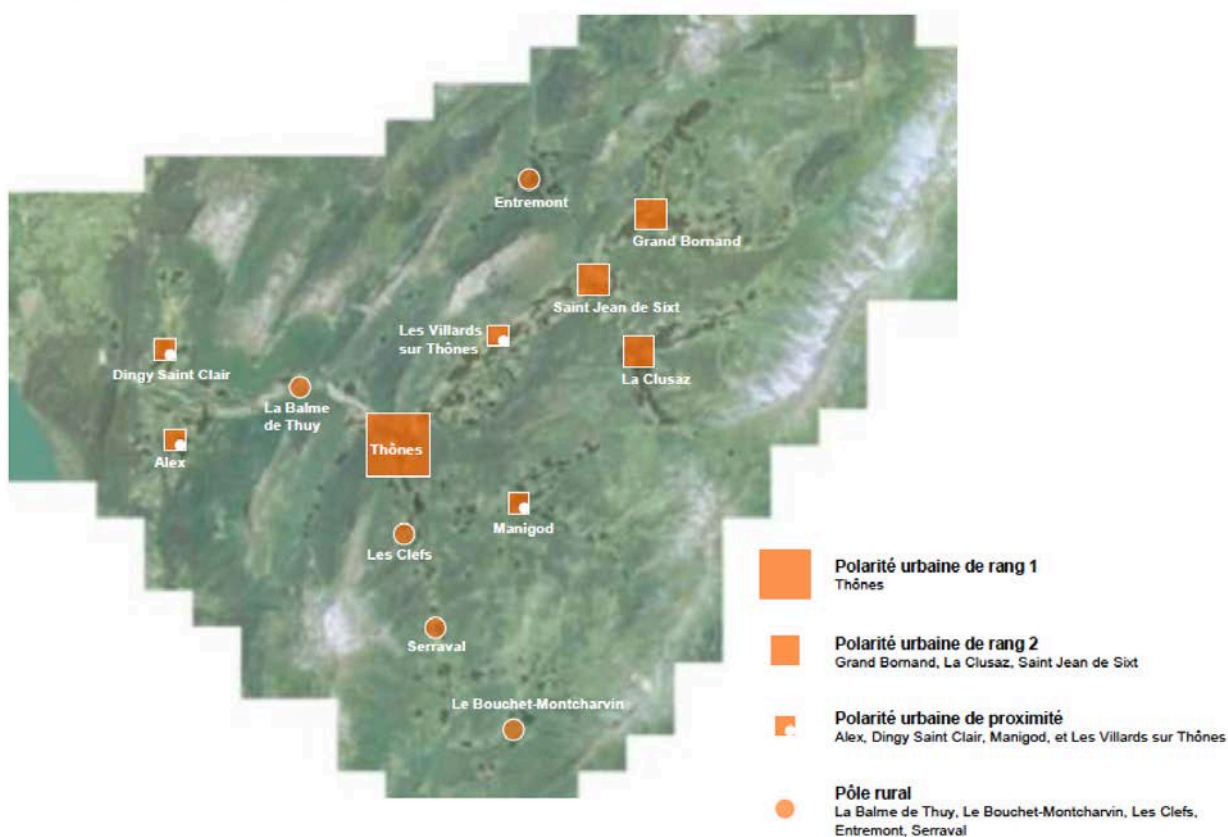 Entremont
Grand Bornand
Saint Jean de Sixt
Les Villards
sur Thônes
La Clusaz
Dingy Saint Clair
La Balme
de Thuy
Thônes
Alex
Manigod
Les Clefs
Serraval
Le Bouchet-Montcharvin
Polarité urbaine de rang 1
Thônes
Polarité urbaine de rang 2
Grand Bornand, La Clusaz, Saint Jean de Sixt
Polarité urbaine de proximité
Alex, Dingy Saint Clair, Manigod, et Les Villards sur Thônes
Pôle rural
La Balme de Thuy, Le Bouchet-Montcharvin, Les Clefs,
Entremont, Serraval